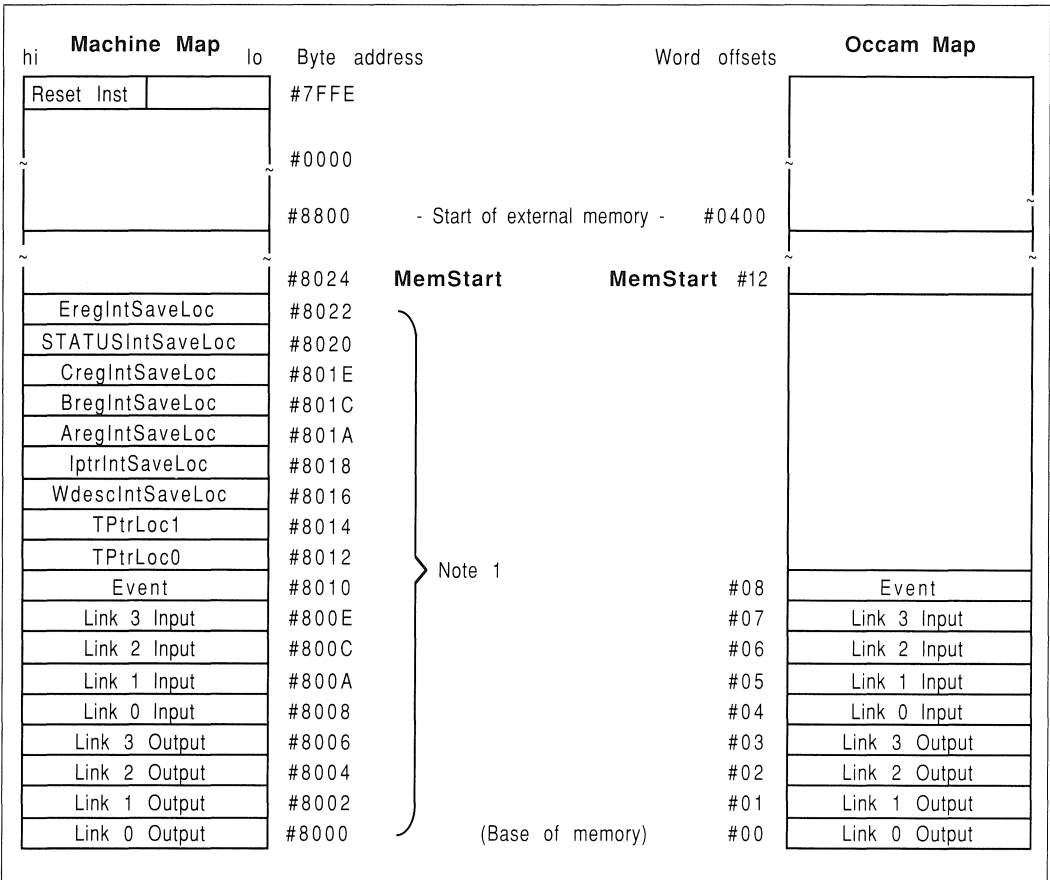 Machine Map Occam Map
hi lo Byte address Word offsets
Reset Inst #7FFE
#0000
#8800 - Start of external memory - #0400
#8024 MemStart MemStart #12
EregIntSaveLoc #8022
STATUSIntSaveLoc #8020
CregIntSaveLoc #801E
BregIntSaveLoc #801C
AregIntSaveLoc #801A
IptrIntSaveLoc #8018
WdescIntSaveLoc #8016
TPtrLoc1 #8014
TPtrLoc0 #8012
Note 1
Event #8010 #08 Event
Link 3 Input #800E #07 Link 3 Input
Link 2 Input #800C #06 Link 2 Input
Link 1 Input #800A #05 Link 1 Input
Link 0 Input #8008 #04 Link 0 Input
Link 3 Output #8006 #03 Link 3 Output
Link 2 Output #8004 #02 Link 2 Output
Link 1 Output #8002 #01 Link 1 Output
Link 0 Output #8000 (Base of memory) #00 Link 0 Output